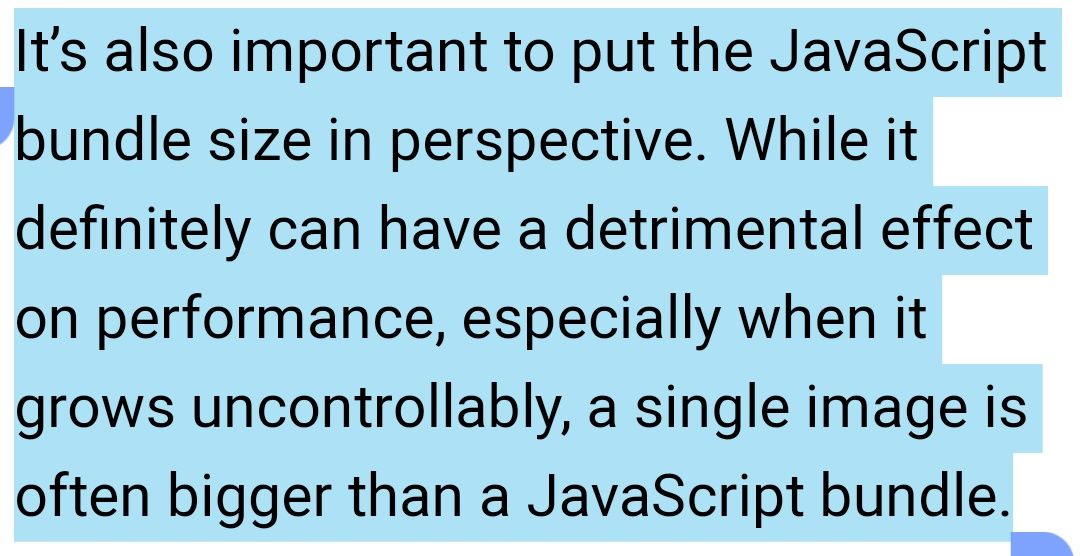 It’s also important to put the JavaScript
bundle size in perspective. While it
definitely can have a detrimental effect
on performance, especially when it
grows uncontrollably, a single image is
often bigger than a JavaScript bundle.